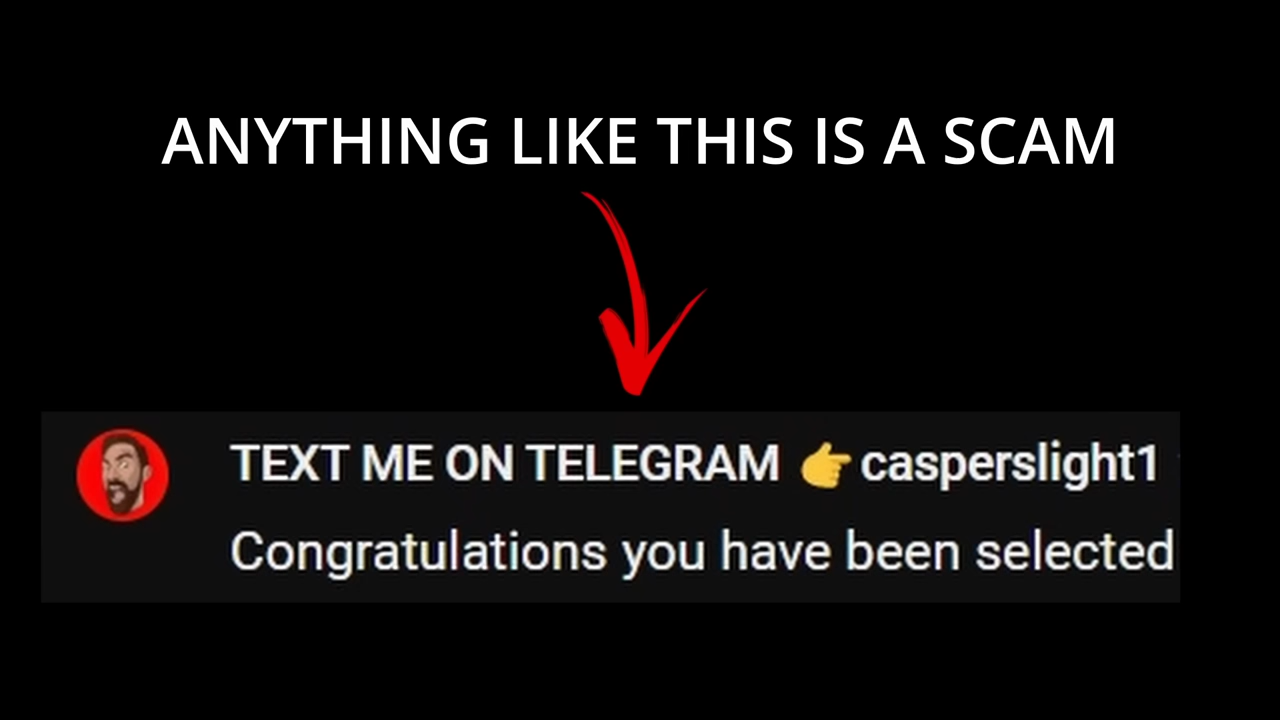 ANYTHING LIKE THIS IS A SCAM
TEXT ME ON TELEGRAM 👉casperslight1
Congratulations you have been selected